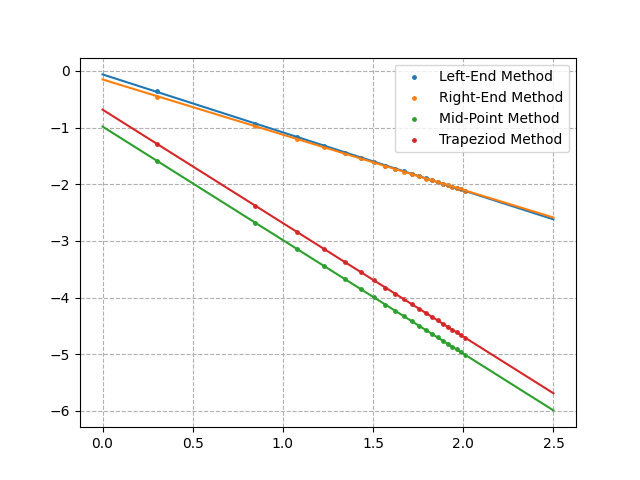 0
−1
−2
−3
−4
−5
−6
0.0 0.5 1.0 1.5 2.0 2.5
Left-End Method
Right-End Method
Mid-Point Method
Trapeziod Method